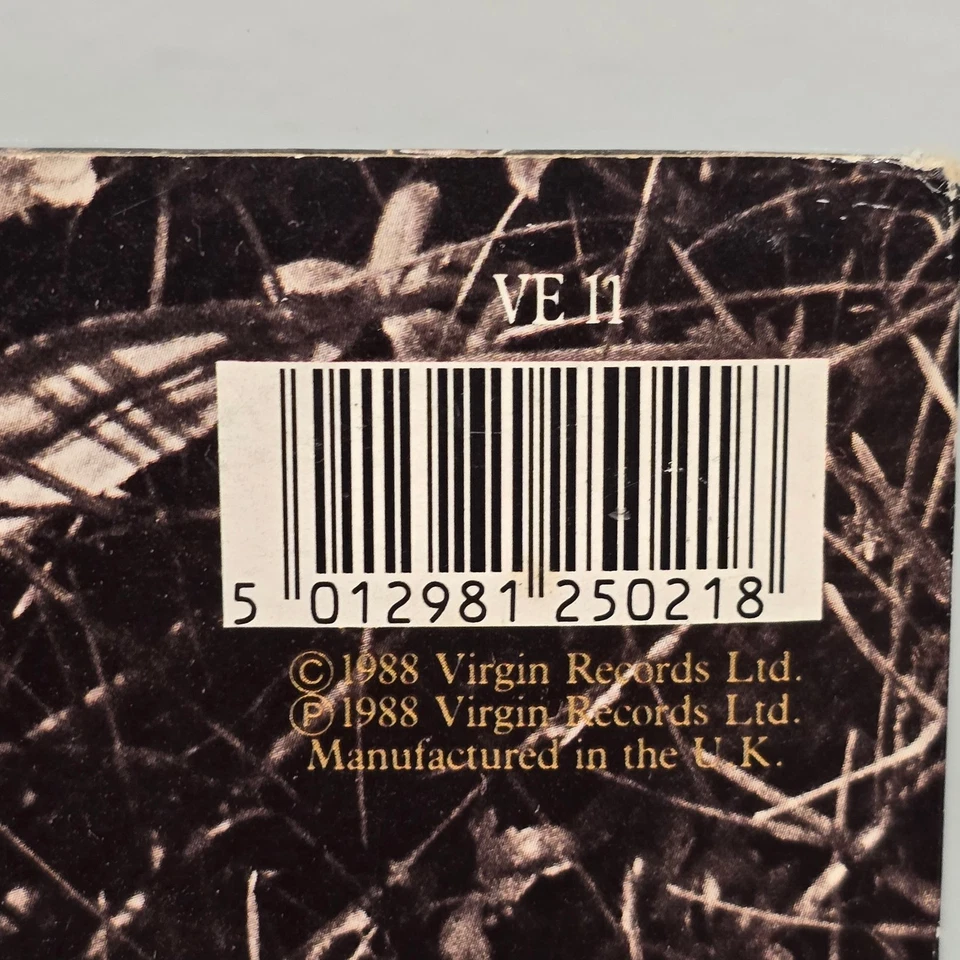 VE 11
5 012981 250218
©1988 Virgin Records Ltd.
℗1988 Virgin Records Ltd.
Manufactured in the U.K.